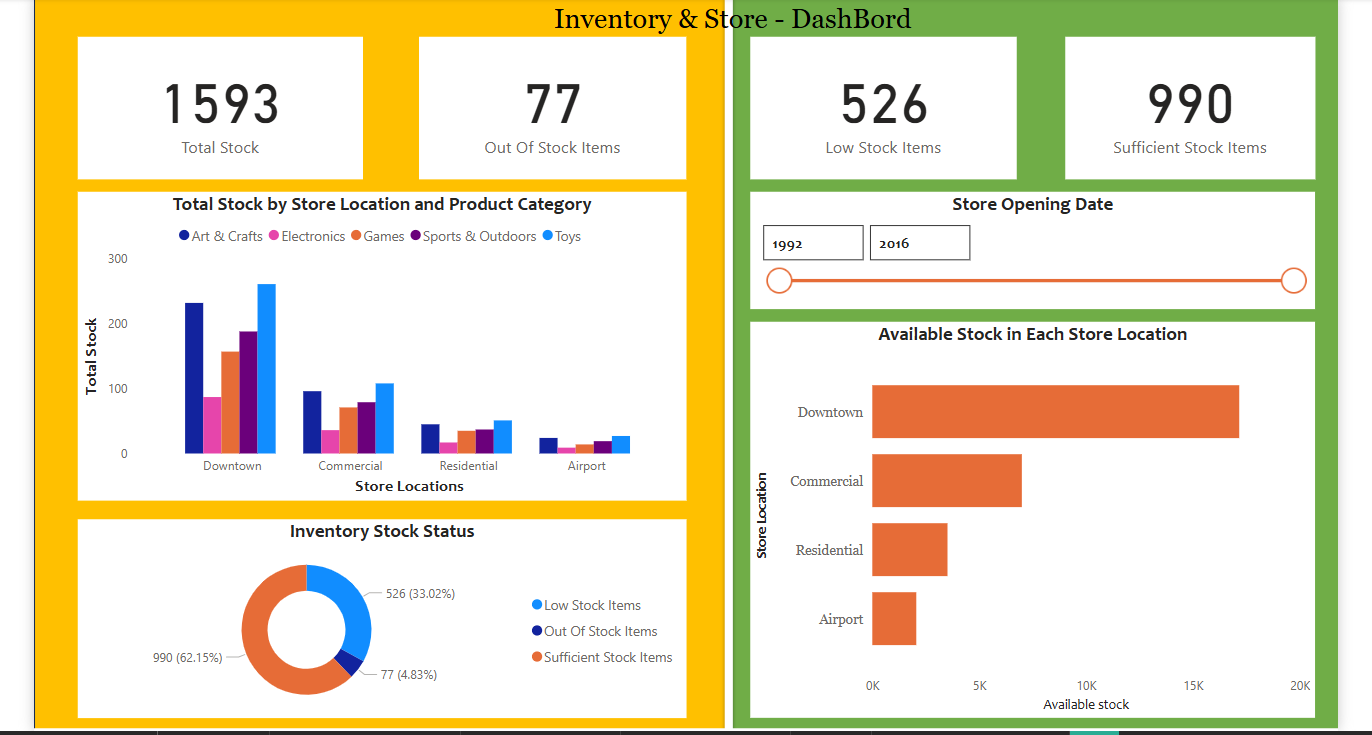 Inventory & Store - DashBord
1593
Total Stock
77
Out Of Stock Items
526
Low Stock Items
990
Sufficient Stock Items
Total Stock by Store Location and Product Category
Art & Crafts Electronics Games Sports & Outdoors Toys
Total Stock
300
200
100
0
Downtown Commercial Residential Airport
Store Locations
Inventory Stock Status
526 (33.02%)
990 (62.15%)
77 (4.83%)
Low Stock Items
Out Of Stock Items
Sufficient Stock Items
Store Opening Date
1992 2016
Available Stock in Each Store Location
Store Location
Downtown
Commercial
Residential
Airport
0K 5K 10K 15K 20K
Available stock